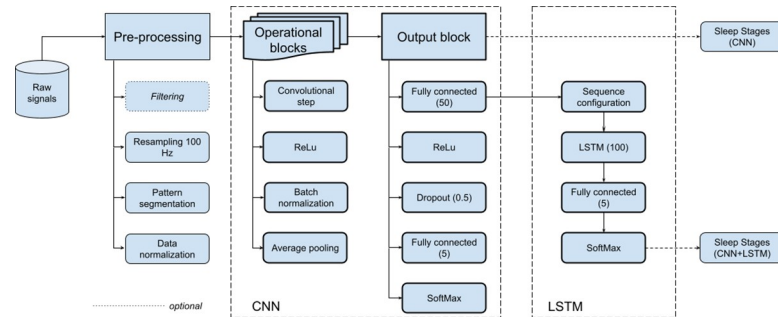 Raw
signals
Pre-processing
Filtering
Resampling 100
Hz
Pattern
segmentation
Data
normalization
optional
Operational
blocks
Convolutional
step
ReLu
Batch
normalization
Average pooling
CNN
Output block
Fully connected
(50)
ReLu
Dropout (0.5)
Fully connected
(5)
SoftMax
Sequence
configuration
LSTM (100)
Fully connected
(5)
SoftMax
LSTM
Sleep Stages
(CNN)
Sleep Stages
(CNN+LSTM)